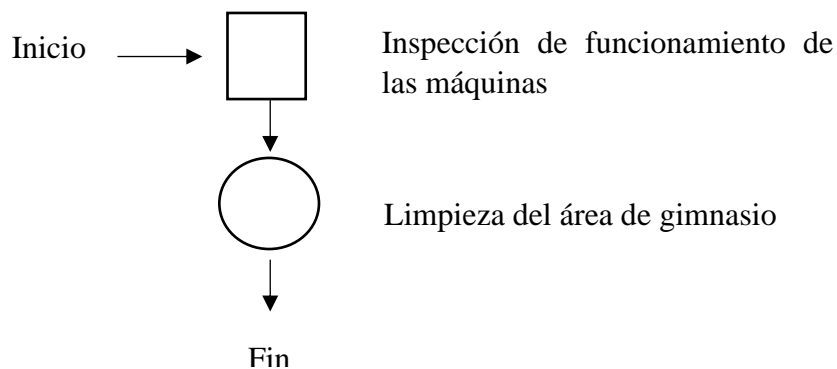 Inicio
Inspección de funcionamiento de
las máquinas
Limpieza del área de gimnasio
Fin